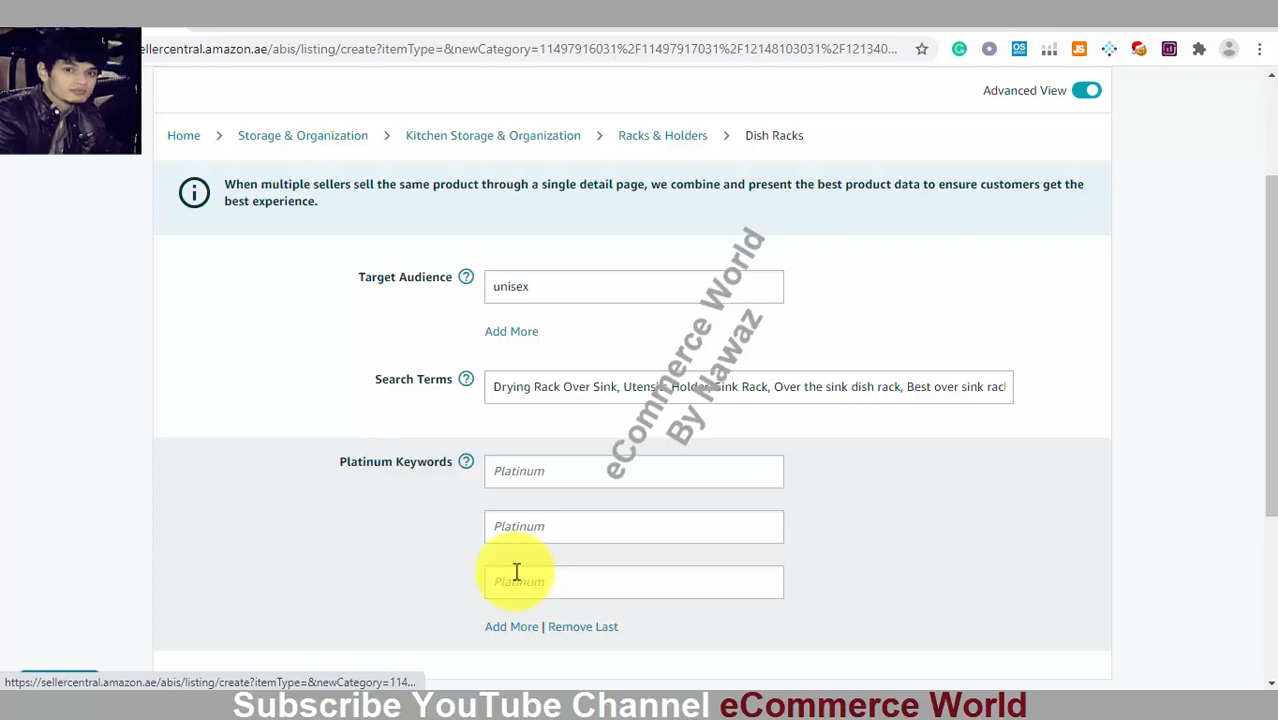 ellercentral.amazon.ae/abis/listing/create?itemType=&newCategory=11497916031%2F11497917031%2F12148103031%2F121340...
Advanced View
Home > Storage & Organization > Kitchen Storage & Organization > Racks & Holders > Dish Racks
When multiple sellers sell the same product through a single detail page, we combine and present the best product data to ensure customers get the
best experience.
Target Audience ? unisex
Add More
Search Terms ? Drying Rack Over Sink, Utensils Holder Sink Rack, Over the sink dish rack, Best over sink rac
Platinum Keywords ? Platinum
Platinum
Platinum
Add More | Remove Last
eCommerce World
By Nawaz
https://sellercentral.amazon.ae/abis/listing/create?itemType=&newCategory=114...
Subscribe YouTube Channel eCommerce World